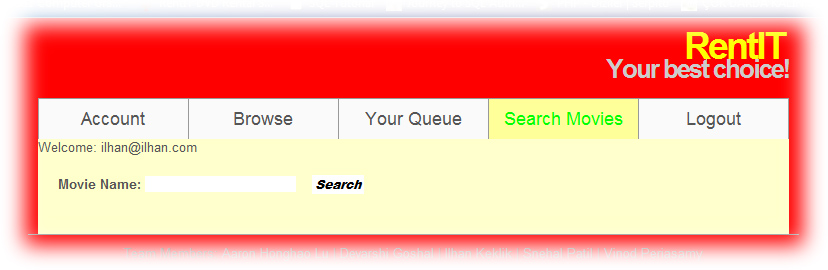 RentIT
Your best choice!
Account Browse Your Queue Search Movies Logout
Welcome: ilhan@ilhan.com
Movie Name: Search